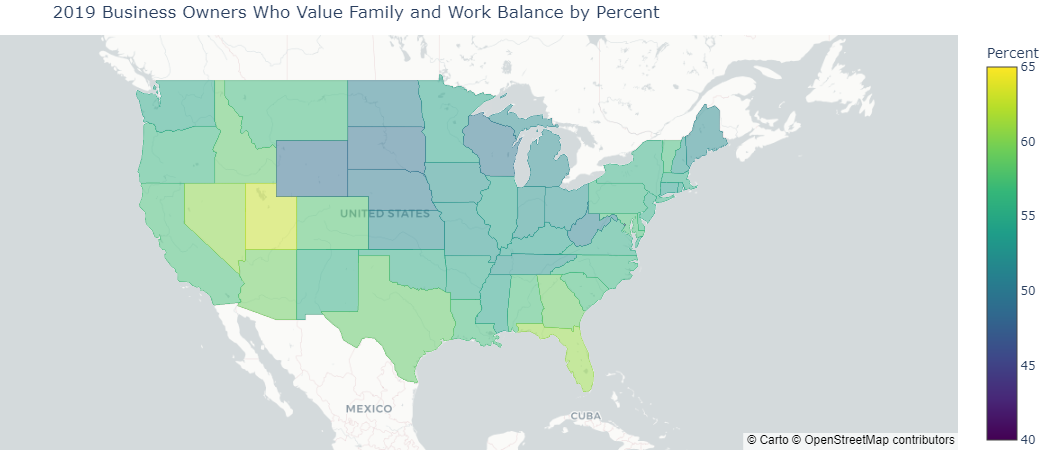 2019 Business Owners Who Value Family and Work Balance by Percent
Percent
65
60
55
50
45
40
UNITED STATES
MEXICO
CUBA
© Carto © OpenStreetMap contributors